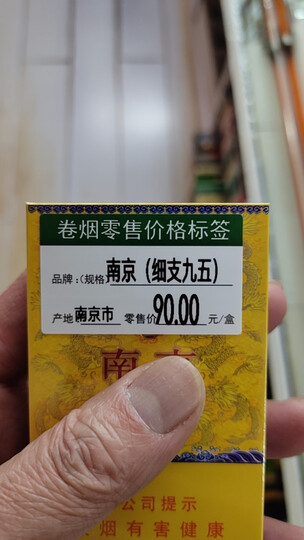 卷烟零售价格标签
品牌:(规格) 南京（细支九五）
产地 南京市 零售价 90.00 元/盒
南京
公司提示
烟有害健康